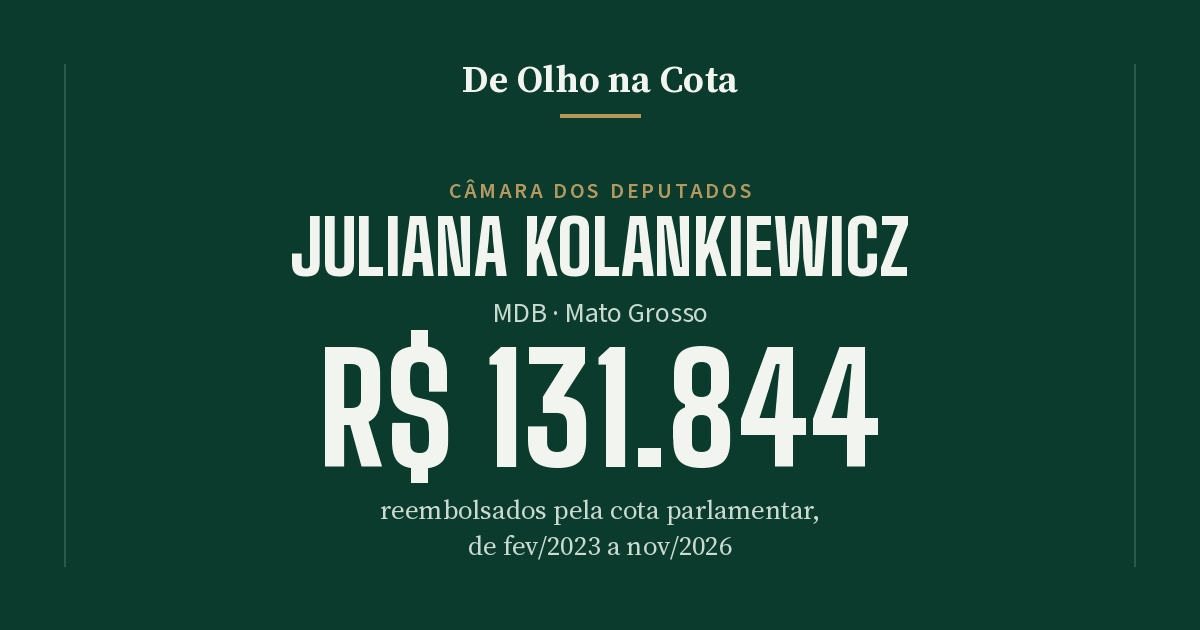 De Olho na Cota
CÂMARA DOS DEPUTADOS
JULIANA KOLANKIEWICZ
MDB · Mato Grosso
R$ 131.844
reembolsados pela cota parlamentar,
de fev/2023 a nov/2026